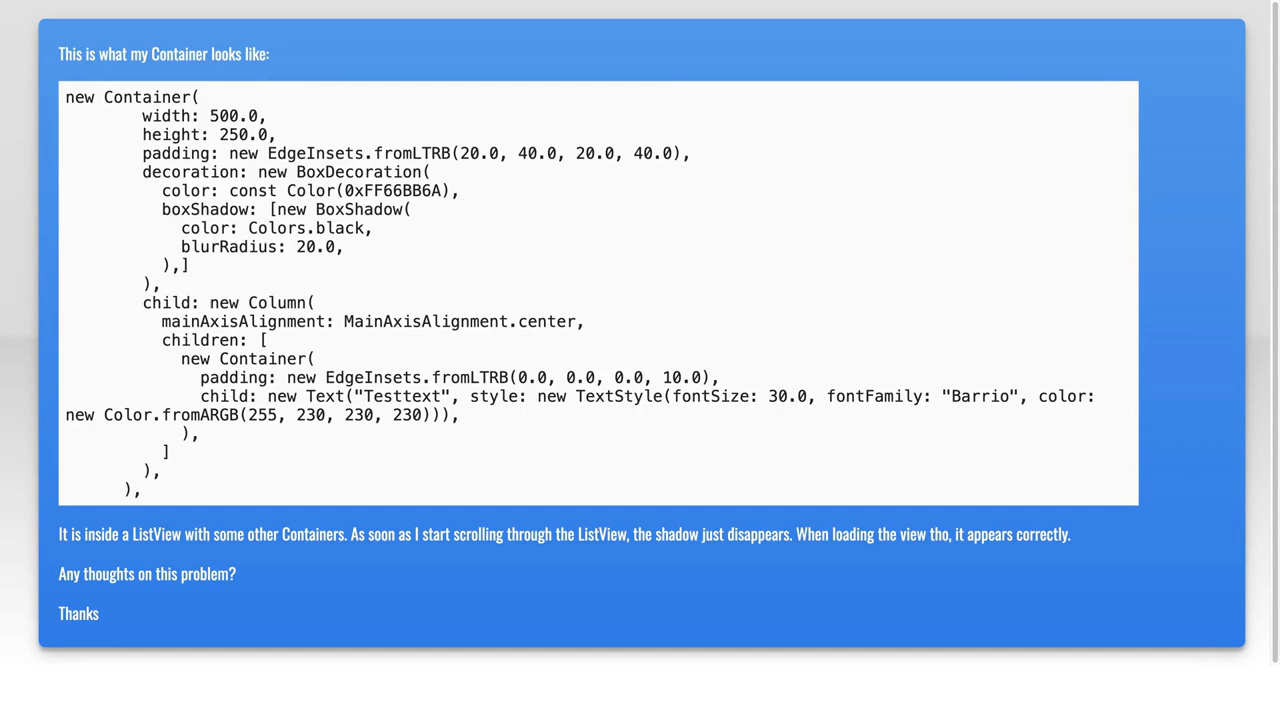 This is what my Container looks like:
new Container(
        width: 500.0,
        height: 250.0,
        padding: new EdgeInsets.fromLTRB(20.0, 40.0, 20.0, 40.0),
        decoration: new BoxDecoration(
          color: const Color(0xFF66BB6A),
          boxShadow: [new BoxShadow(
            color: Colors.black,
            blurRadius: 20.0,
          ),]
        ),
        child: new Column(
          mainAxisAlignment: MainAxisAlignment.center,
          children: [
            new Container(
              padding: new EdgeInsets.fromLTRB(0.0, 0.0, 0.0, 10.0),
              child: new Text("Testtext", style: new TextStyle(fontSize: 30.0, fontFamily: "Barrio", color:
new Color.fromARGB(255, 230, 230, 230))),
            ),
          ]
        ),
      ),
It is inside a ListView with some other Containers. As soon as I start scrolling through the ListView, the shadow just disappears. When loading the view tho, it appears correctly.
Any thoughts on this problem?
Thanks